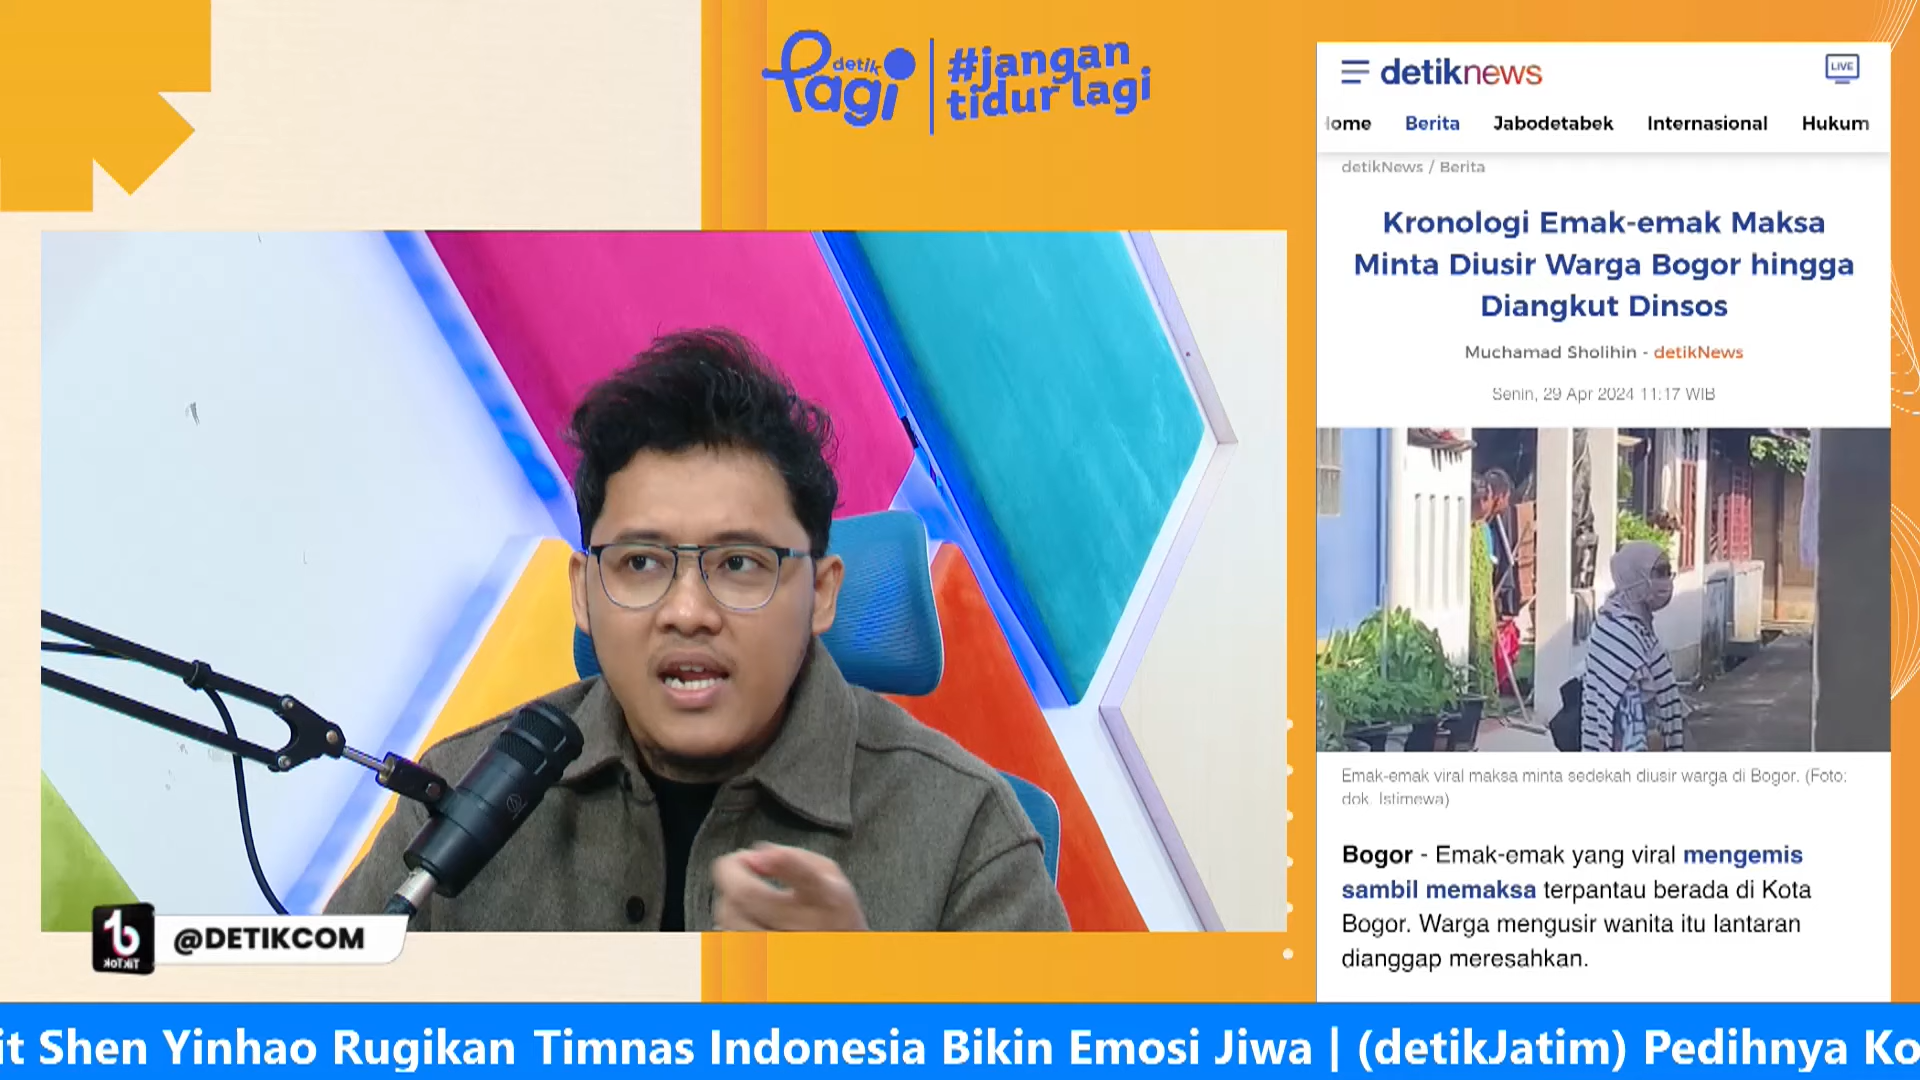 detik
Pagi
#jangan
tidur lagi
detiknews
LIVE
Home
Berita
Jabodetabek
Internasional
Hukum
detikNews / Berita
Kronologi Emak-emak Maksa
Minta Diusir Warga Bogor hingga
Diangkut Dinsos
Muchamad Sholihin - detikNews
Senin, 29 Apr 2024 11:17 WIB
Emak-emak viral maksa minta sedekah diusir warga di Bogor. (Foto:
dok. Istimewa)
Bogor - Emak-emak yang viral mengemis
sambil memaksa terpantau berada di Kota
Bogor. Warga mengusir wanita itu lantaran
dianggap meresahkan.
TikTok
@DETIKCOM
it Shen Yinhao Rugikan Timnas Indonesia Bikin Emosi Jiwa | (detikJatim) Pedihnya Ko